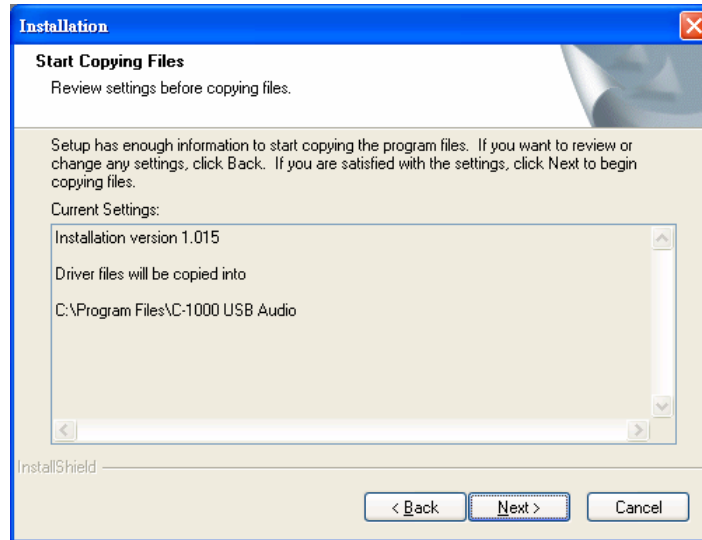 Installation
Start Copying Files
Review settings before copying files.
Setup has enough information to start copying the program files. If you want to review or
change any settings, click Back. If you are satisfied with the settings, click Next to begin
copying files.
Current Settings:
Installation version 1.015
Driver files will be copied into
C:\Program Files\C-1000 USB Audio
InstallShield
< Back
Next >
Cancel